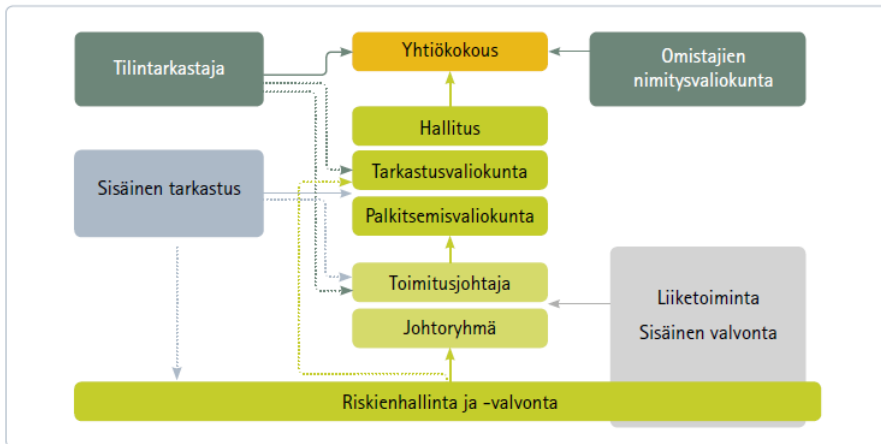 Tilintarkastaja
Yhtiökokous
Omistajien
nimitysvaliokunta
Hallitus
Sisäinen tarkastus
Tarkastusvaliokunta
Palkitsemisvaliokunta
Toimitusjohtaja
Johtoryhmä
Liiketoiminta
Sisäinen valvonta
Riskienhallinta ja -valvonta